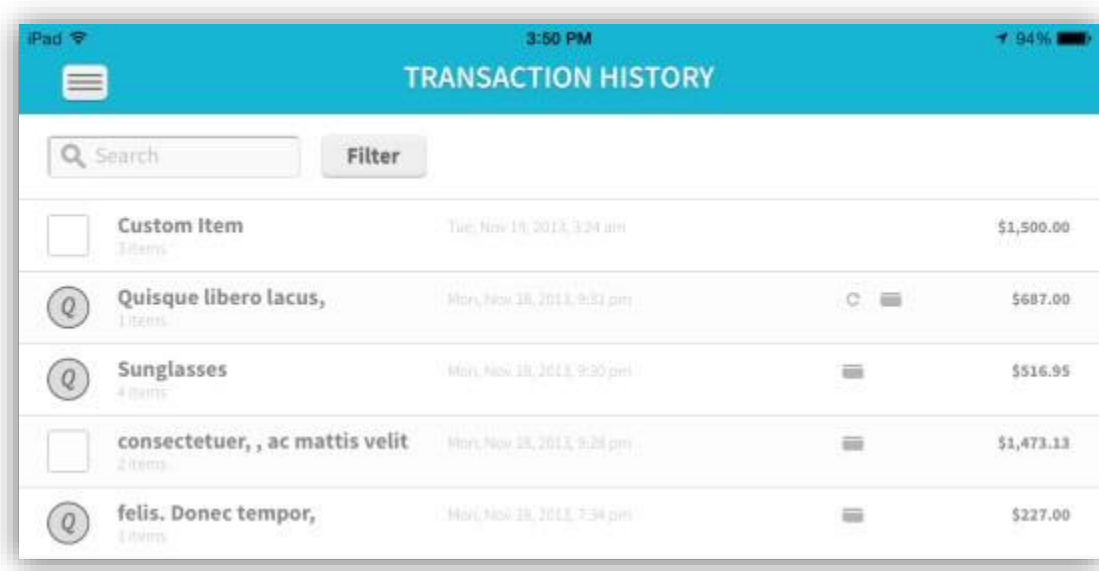 iPad 3:50 PM 94%
TRANSACTION HISTORY
Search Filter
Custom Item Tue, Nov 19, 2013, 3:24 am $1,500.00
3 items
Q Quisque libero lacus, Mon, Nov 18, 2013, 9:31 pm $687.00
1 items
Q Sunglasses Mon, Nov 18, 2013, 9:30 pm $516.95
4 items
consectetuer, , ac mattis velit Mon, Nov 18, 2013, 9:28 pm $1,473.13
2 items
Q felis. Donec tempor, Mon, Nov 18, 2013, 7:34 pm $227.00
1 items